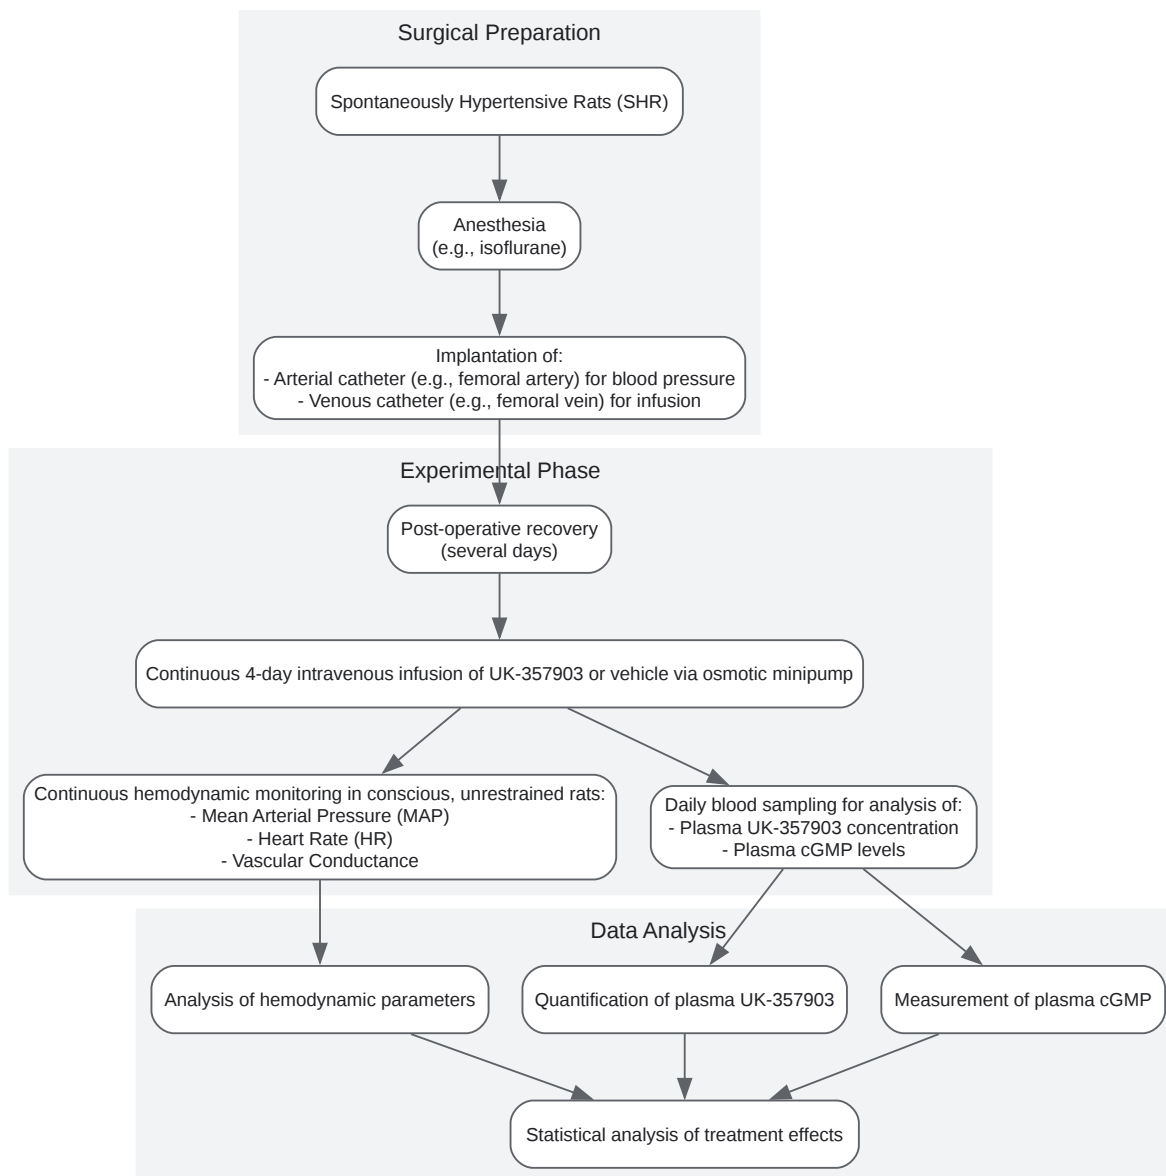 Surgical Preparation
Spontaneously Hypertensive Rats (SHR)
Anesthesia
(e.g., isoflurane)
Implantation of:
- Arterial catheter (e.g., femoral artery) for blood pressure
- Venous catheter (e.g., femoral vein) for infusion
Experimental Phase
Post-operative recovery
(several days)
Continuous 4-day intravenous infusion of UK-357903 or vehicle via osmotic minipump
Continuous hemodynamic monitoring in conscious, unrestrained rats:
- Mean Arterial Pressure (MAP)
- Heart Rate (HR)
- Vascular Conductance
Daily blood sampling for analysis of:
- Plasma UK-357903 concentration
- Plasma cGMP levels
Data Analysis
Analysis of hemodynamic parameters
Quantification of plasma UK-357903
Measurement of plasma cGMP
Statistical analysis of treatment effects